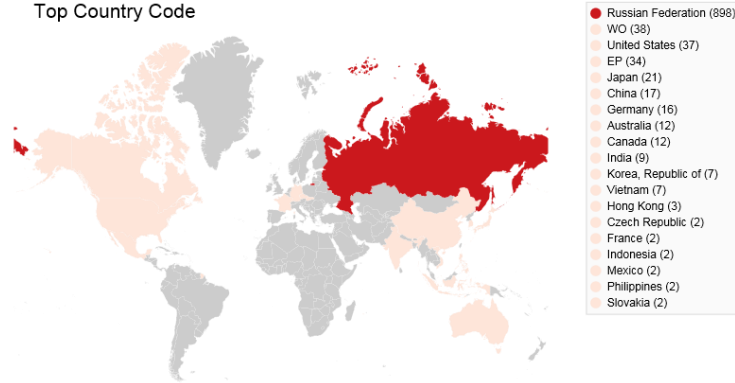 Top Country Code
Russian Federation (898)
WO (38)
United States (37)
EP (34)
Japan (21)
China (17)
Germany (16)
Australia (12)
Canada (12)
India (9)
Korea, Republic of (7)
Vietnam (7)
Hong Kong (3)
Czech Republic (2)
France (2)
Indonesia (2)
Mexico (2)
Philippines (2)
Slovakia (2)